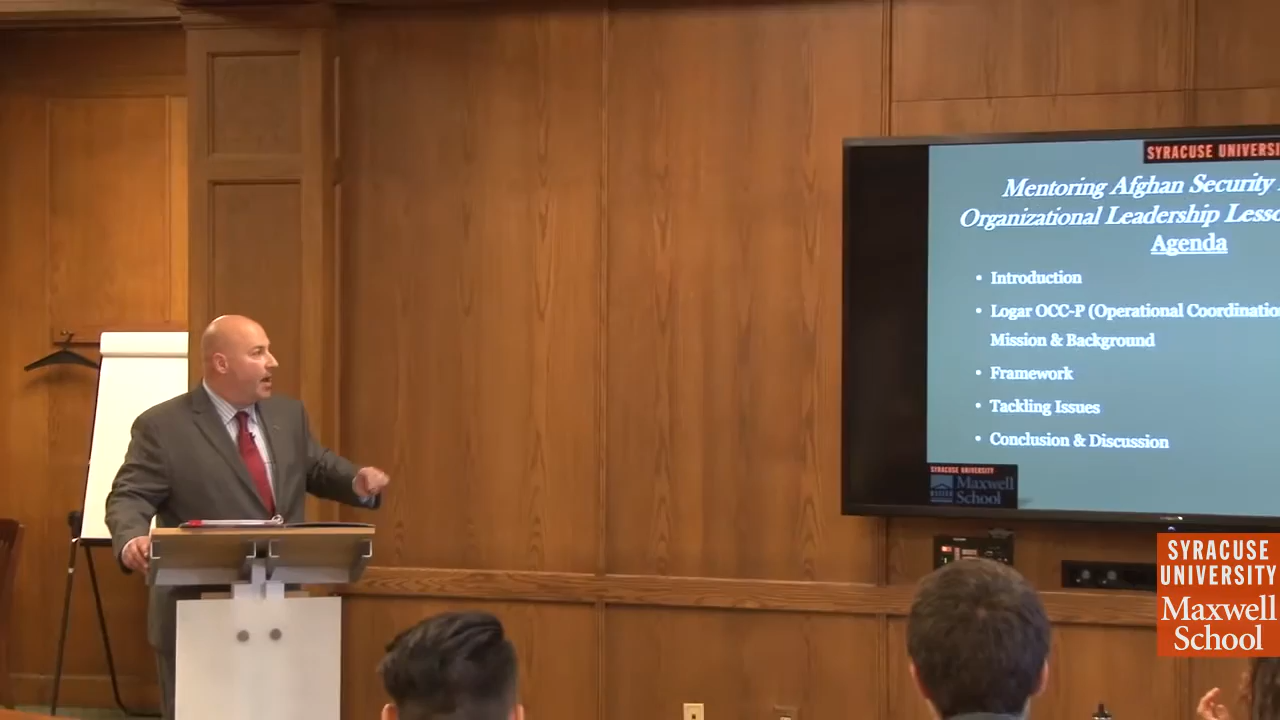 SYRACUSE UNIVERSI
Mentoring Afghan Security
Organizational Leadership Lesso
Agenda
• Introduction
• Logar OCC-P (Operational Coordinatio
Mission & Background
• Framework
• Tackling Issues
• Conclusion & Discussion
SYRACUSE UNIVERSITY
Maxwell
School
SYRACUSE
UNIVERSITY
Maxwell
School